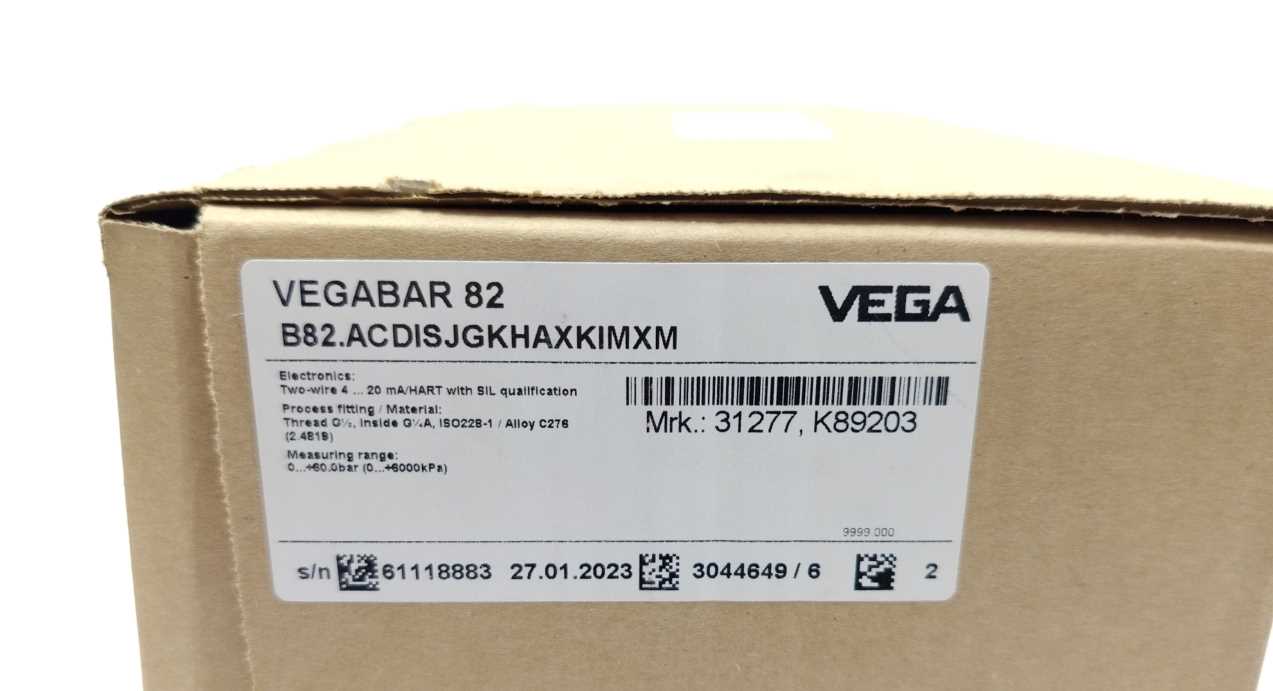 VEGABAR 82
VEGA
B82.ACDISJGKHAXKIMXM
Electronics:
Two-wire 4 ... 20 mA/HART with SIL qualification
Process fitting / Material:
Thread G½, inside G¼A, ISO228-1 / Alloy C276
(2.4819)
Measuring range:
0...+60.0bar (0...+6000kPa)
Mrk.: 31277, K89203
9999.000
s/n 61118883 27.01.2023 3044649 / 6 2